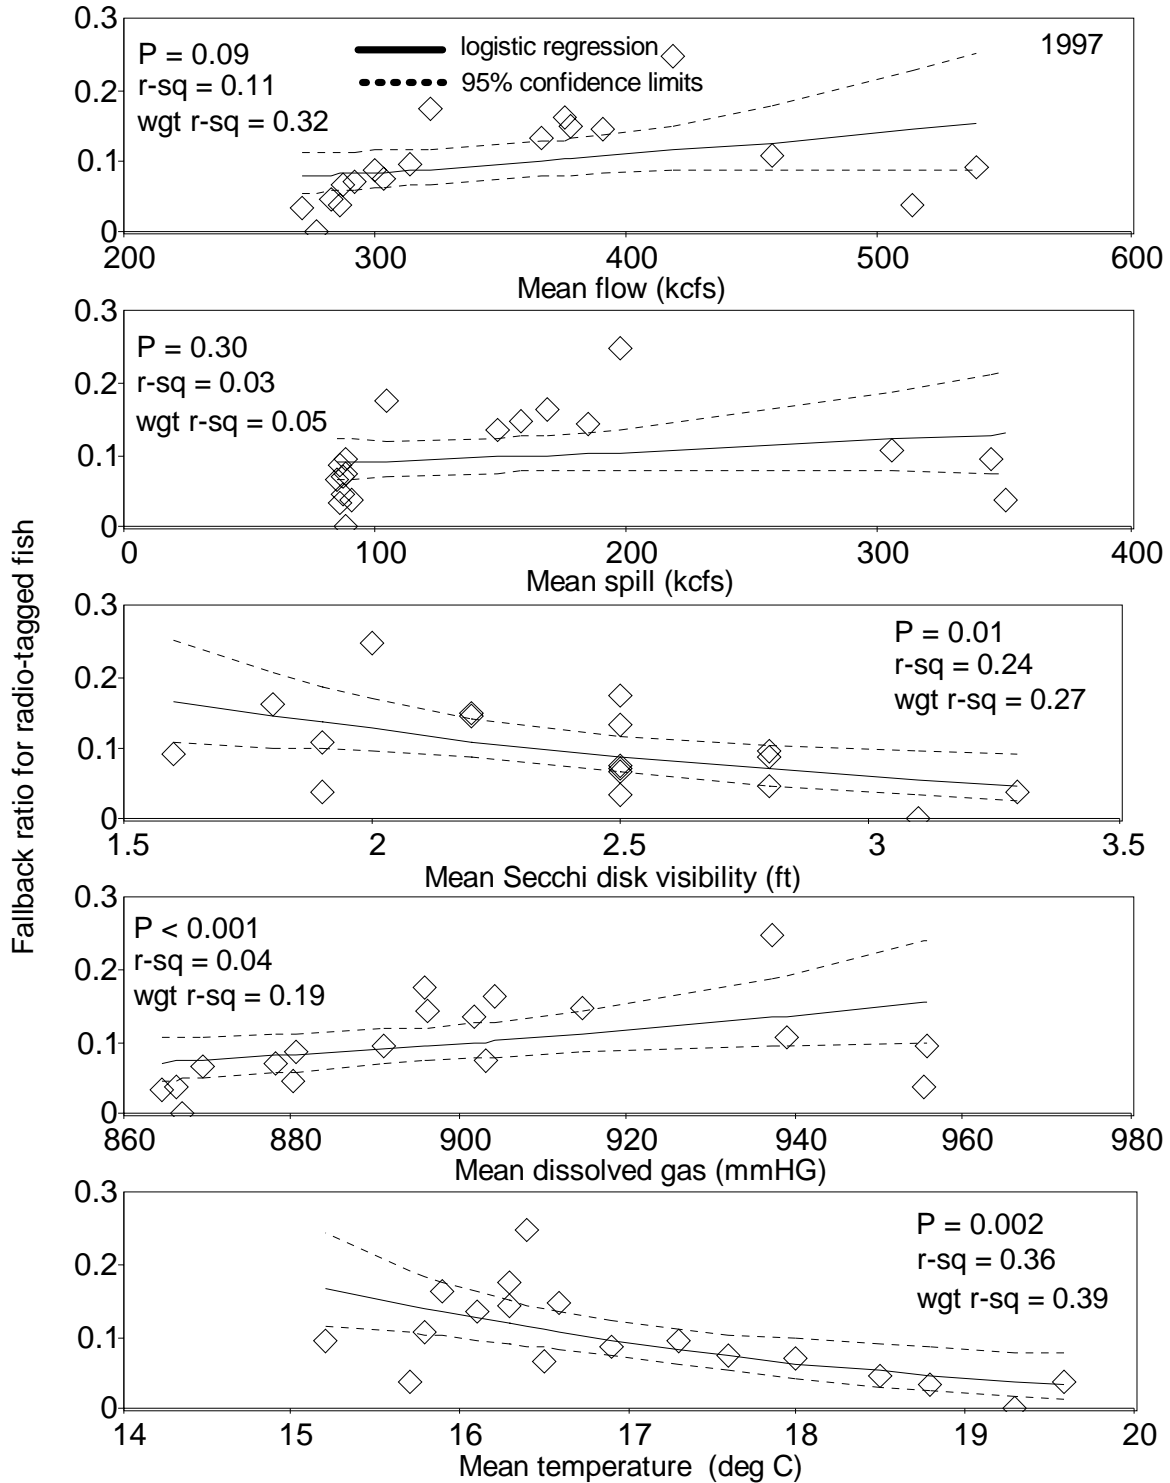 Fallback ratio for radio-tagged fish
0.3
0.2
0.1
0
P = 0.09
r-sq = 0.11
wgt r-sq = 0.32
logistic regression
95% confidence limits
1997
200 300 400 500 600
Mean flow (kcfs)
0.3
0.2
0.1
0
P = 0.30
r-sq = 0.03
wgt r-sq = 0.05
0 100 200 300 400
Mean spill (kcfs)
0.3
0.2
0.1
0
P = 0.01
r-sq = 0.24
wgt r-sq = 0.27
1.5 2 2.5 3 3.5
Mean Secchi disk visibility (ft)
0.3
0.2
0.1
0
P < 0.001
r-sq = 0.04
wgt r-sq = 0.19
860 880 900 920 940 960 980
Mean dissolved gas (mmHG)
0.3
0.2
0.1
0
P = 0.002
r-sq = 0.36
wgt r-sq = 0.39
14 15 16 17 18 19 20
Mean temperature (deg C)